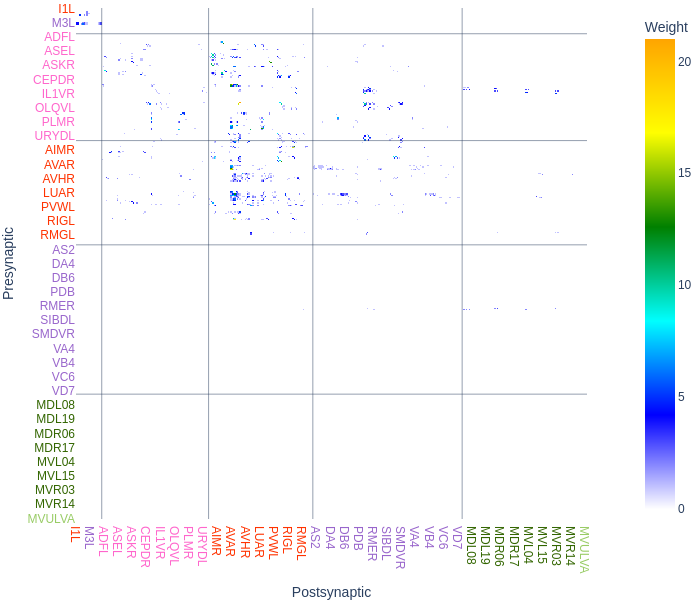 Weight
20
15
10
5
0
Presynaptic
I1L
M3L
ADFL
ASEL
ASKR
CEPDR
IL1VR
OLQVL
PLMR
URYDL
AIMR
AVAR
AVHR
LUAR
PVWL
RIGL
RMGL
AS2
DA4
DB6
PDB
RMER
SIBDL
SMDVR
VA4
VB4
VC6
VD7
MDL08
MDL19
MDR06
MDR17
MVL04
MVL15
MVR03
MVR14
MVULVA
I1L
M3L
ADFL
ASEL
ASKR
CEPDR
IL1VR
OLQVL
PLMR
URYDL
AIMR
AVAR
AVHR
LUAR
PVWL
RIGL
RMGL
AS2
DA4
DB6
PDB
RMER
SIBDL
SMDVR
VA4
VB4
VC6
VD7
MDL08
MDL19
MDR06
MDR17
MVL04
MVL15
MVR03
MVR14
MVULVA
Postsynaptic